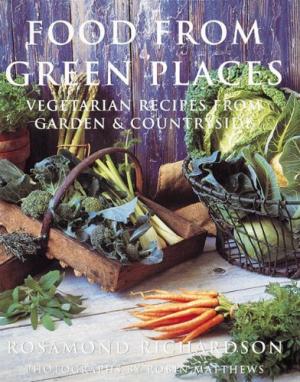 FOOD FROM
GREEN PLACES
VEGETARIAN RECIPES FROM
GARDEN & COUNTRYSIDE
ROSAMOND RICHARDSON
PHOTOGRAPHS BY ROBIN MATTHEWS